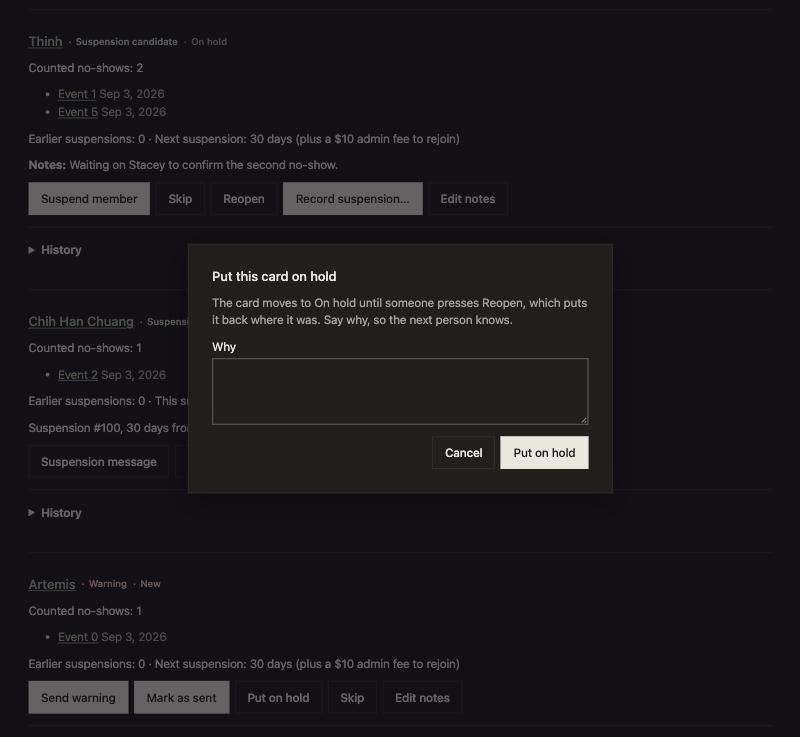 Thinh · Suspension candidate · On hold
Counted no-shows: 2
• Event 1 Sep 3, 2026
• Event 5 Sep 3, 2026
Earlier suspensions: 0 · Next suspension: 30 days (plus a $10 admin fee to rejoin)
Notes: Waiting on Stacey to confirm the second no-show.
Suspend member Skip Reopen Record suspension... Edit notes
History
Put this card on hold
The card moves to On hold until someone presses Reopen, which puts
it back where it was. Say why, so the next person knows.
Why
Cancel Put on hold
Chih Han Chuang · Suspensi
Counted no-shows: 1
• Event 2 Sep 3, 2026
Earlier suspensions: 0 · This s
Suspension #100, 30 days fro
Suspension message
History
Artemis · Warning · New
Counted no-shows: 1
• Event 0 Sep 3, 2026
Earlier suspensions: 0 · Next suspension: 30 days (plus a $10 admin fee to rejoin)
Send warning Mark as sent Put on hold Skip Edit notes